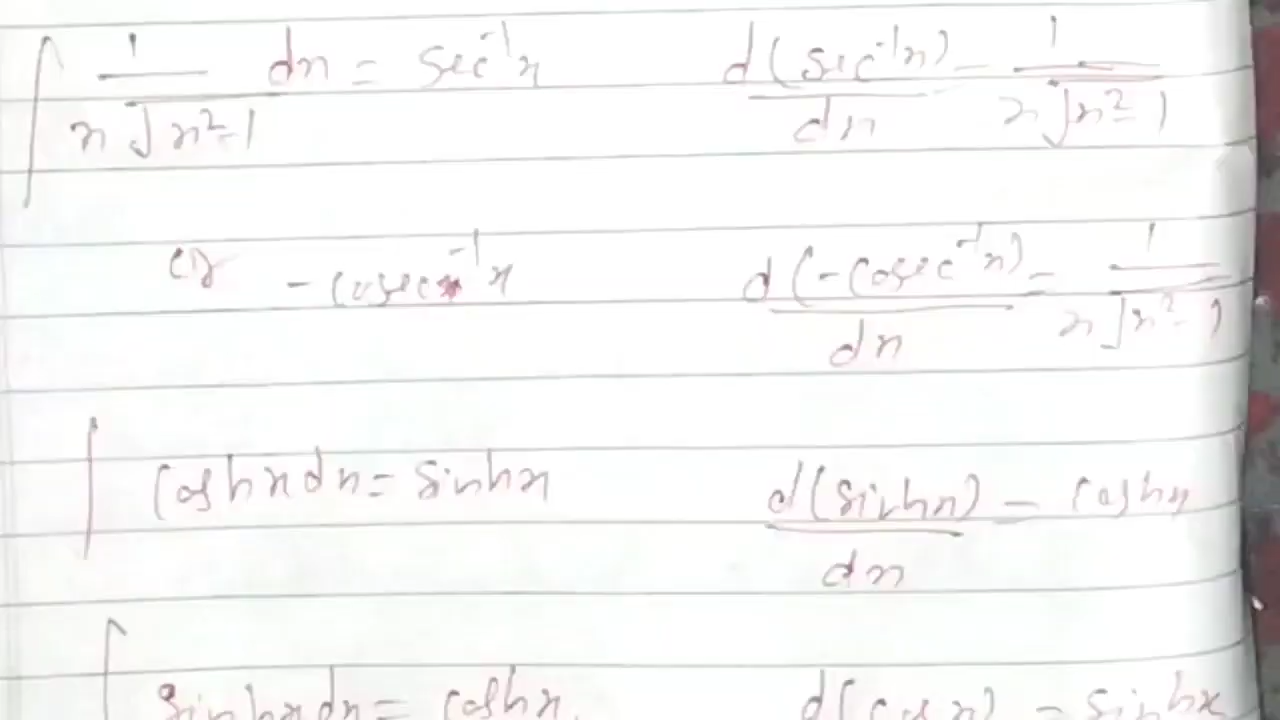 ∫ 1/(x√(x²-1)) dx = sec⁻¹x d(sec⁻¹x)/dx = 1/(x√(x²-1))
or -cosec⁻¹x d(-cosec⁻¹x)/dx = 1/(x√(x²-1))
∫ coshx dx = sinhx d(sinhx)/dx = coshx
∫ sinhx dx = coshx. = sinhx